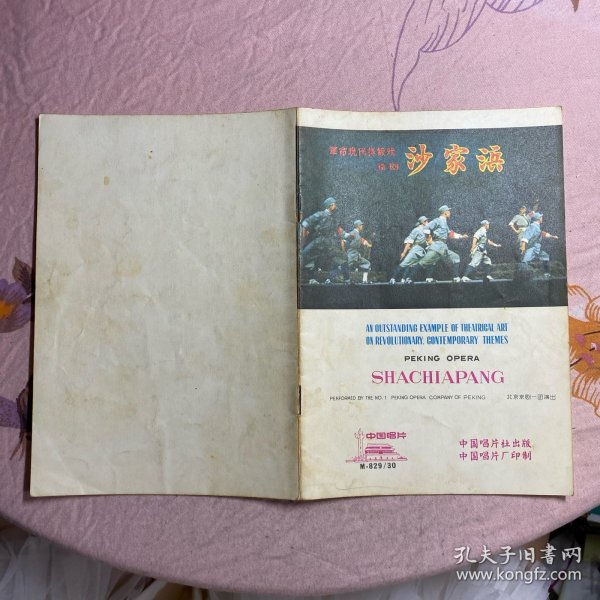 革命现代样板戏
京剧
沙家浜
AN OUTSTANDING EXAMPLE OF THEATRICAL ART
ON REVOLUTIONARY, CONTEMPORARY THEMES
PEKING OPERA
SHACHIAPANG
PERFORMED BY THE NO. 1 PEKING OPERA COMPANY OF PEKING 北京京剧一团演出
中国唱片
M-829/30
中国唱片社出版
中国唱片厂印制
孔夫子旧书网
www.kongfz.com